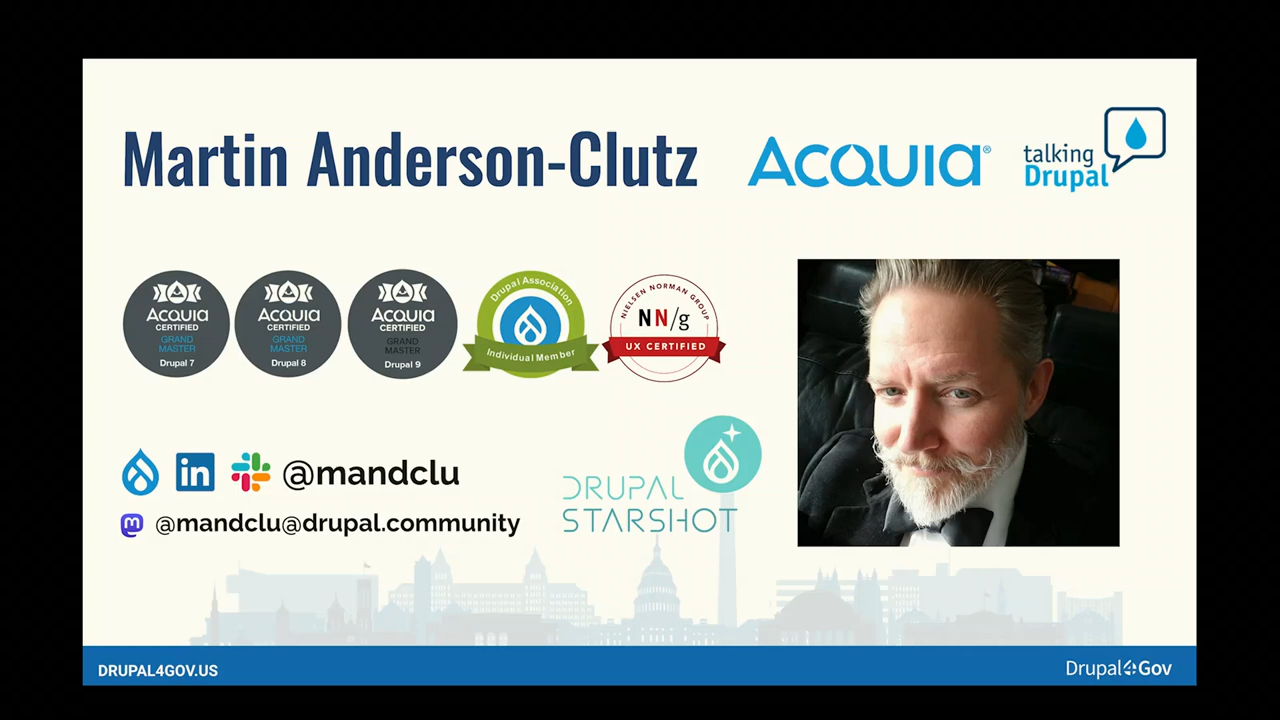 Martin Anderson-Clutz
ACQUIA®
talking
Drupal
ACQUIA
CERTIFIED
GRAND
MASTER
Drupal 7
ACQUIA
CERTIFIED
GRAND
MASTER
Drupal 8
ACQUIA
CERTIFIED
GRAND
MASTER
Drupal 9
Drupal Association
Individual Member
NIELSEN NORMAN GROUP
NN/g
UX CERTIFIED
in
@mandclu
m
@mandclu@drupal.community
DRUPAL
STARSHOT
DRUPAL4GOV.US
Drupal4Gov